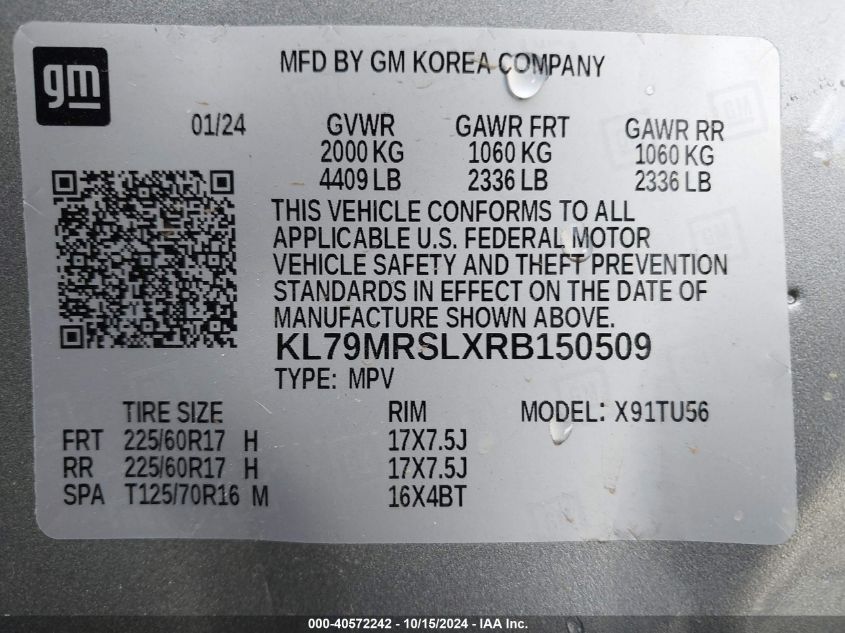 gm
MFD BY GM KOREA COMPANY
01/24 GVWR GAWR FRT GAWR RR
2000 KG 1060 KG 1060 KG
4409 LB 2336 LB 2336 LB
THIS VEHICLE CONFORMS TO ALL
APPLICABLE U.S. FEDERAL MOTOR
VEHICLE SAFETY AND THEFT PREVENTION
STANDARDS IN EFFECT ON THE DATE OF
MANUFACTURE SHOWN ABOVE.
KL79MRSLXRB150509
TYPE: MPV
TIRE SIZE RIM MODEL: X91TU56
FRT 225/60R17 H 17X7.5J
RR 225/60R17 H 17X7.5J
SPA T125/70R16 M 16X4BT
000-40572242 - 10/15/2024 - IAA Inc.